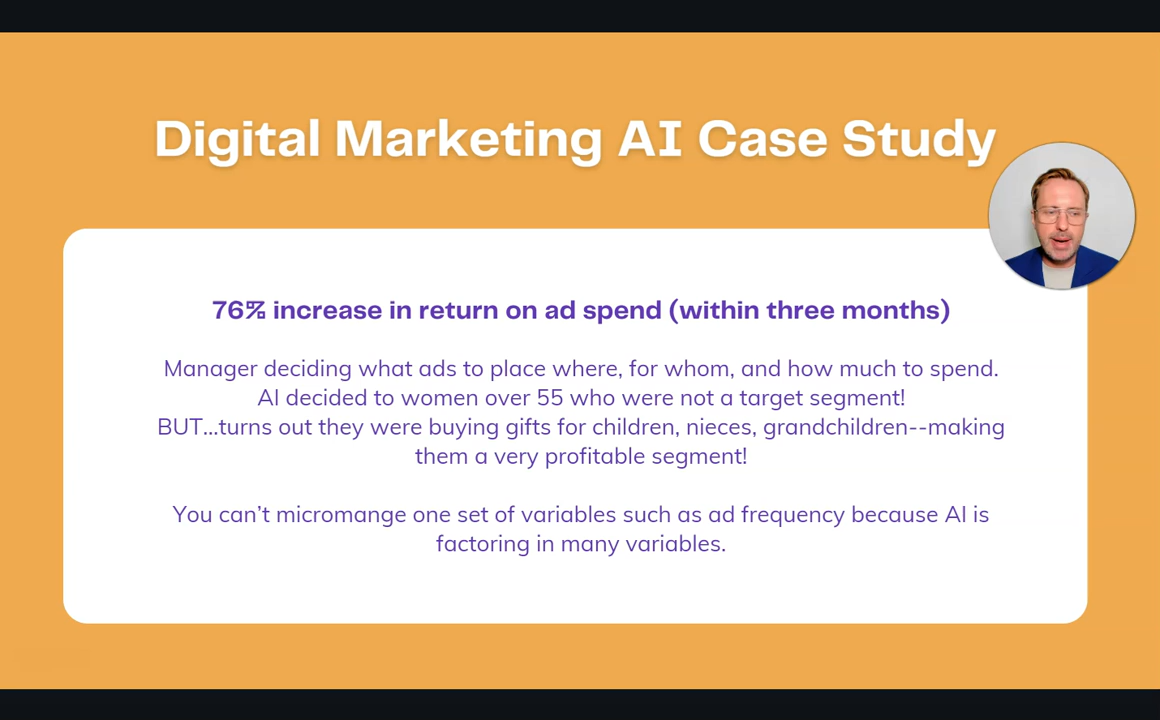 Digital Marketing AI Case Study
76% increase in return on ad spend (within three months)
Manager deciding what ads to place where, for whom, and how much to spend.
AI decided to women over 55 who were not a target segment!
BUT...turns out they were buying gifts for children, nieces, grandchildren--making
them a very profitable segment!
You can’t micromange one set of variables such as ad frequency because AI is
factoring in many variables.